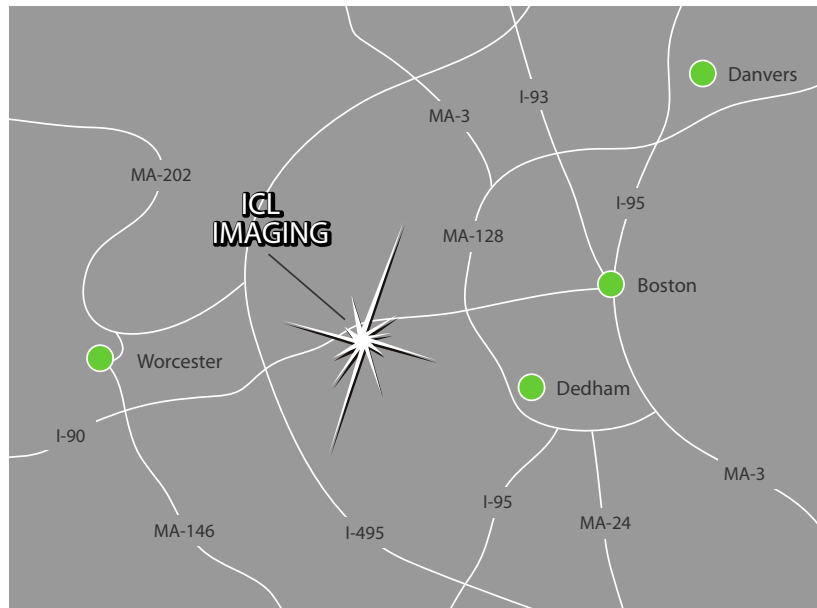 Danvers
I-93
MA-3
MA-202
ICL
IMAGING
I-95
MA-128
Boston
Worcester
Dedham
I-90
MA-3
I-95
MA-24
MA-146
I-495